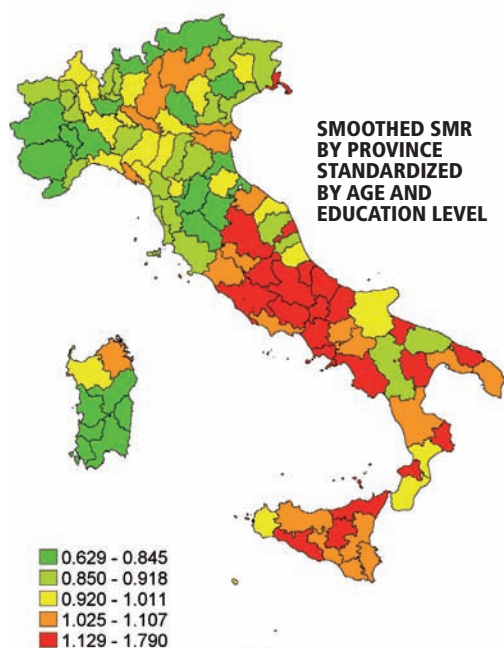 SMOOTHED SMR
BY PROVINCE
STANDARDIZED
BY AGE AND
EDUCATION LEVEL
0.629 - 0.845
0.850 - 0.918
0.920 - 1.011
1.025 - 1.107
1.129 - 1.790